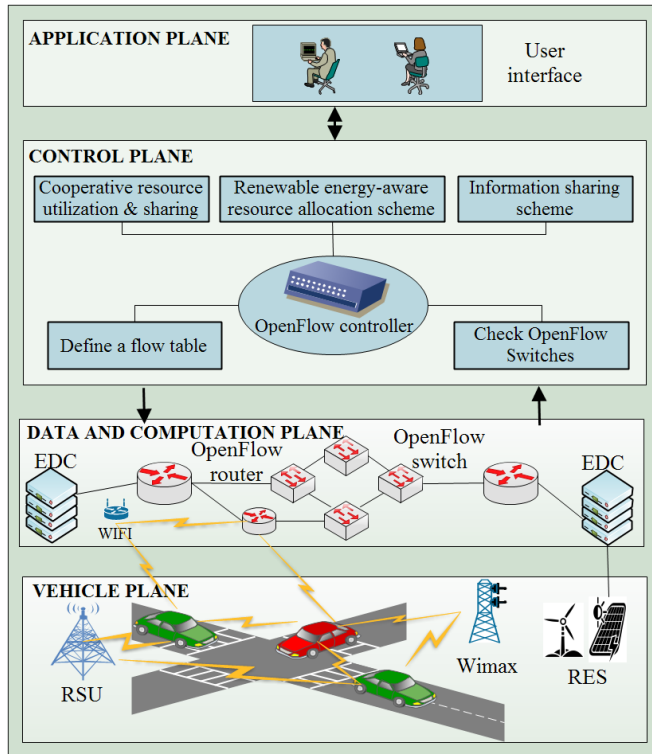 APPLICATION PLANE
User
interface
CONTROL PLANE
Cooperative resource
utilization & sharing
Renewable energy-aware
resource allocation scheme
Information sharing
scheme
OpenFlow controller
Define a flow table
Check OpenFlow
Switches
DATA AND COMPUTATION PLANE
EDC
OpenFlow
router
OpenFlow
switch
EDC
WIFI
VEHICLE PLANE
RSU
Wimax
RES